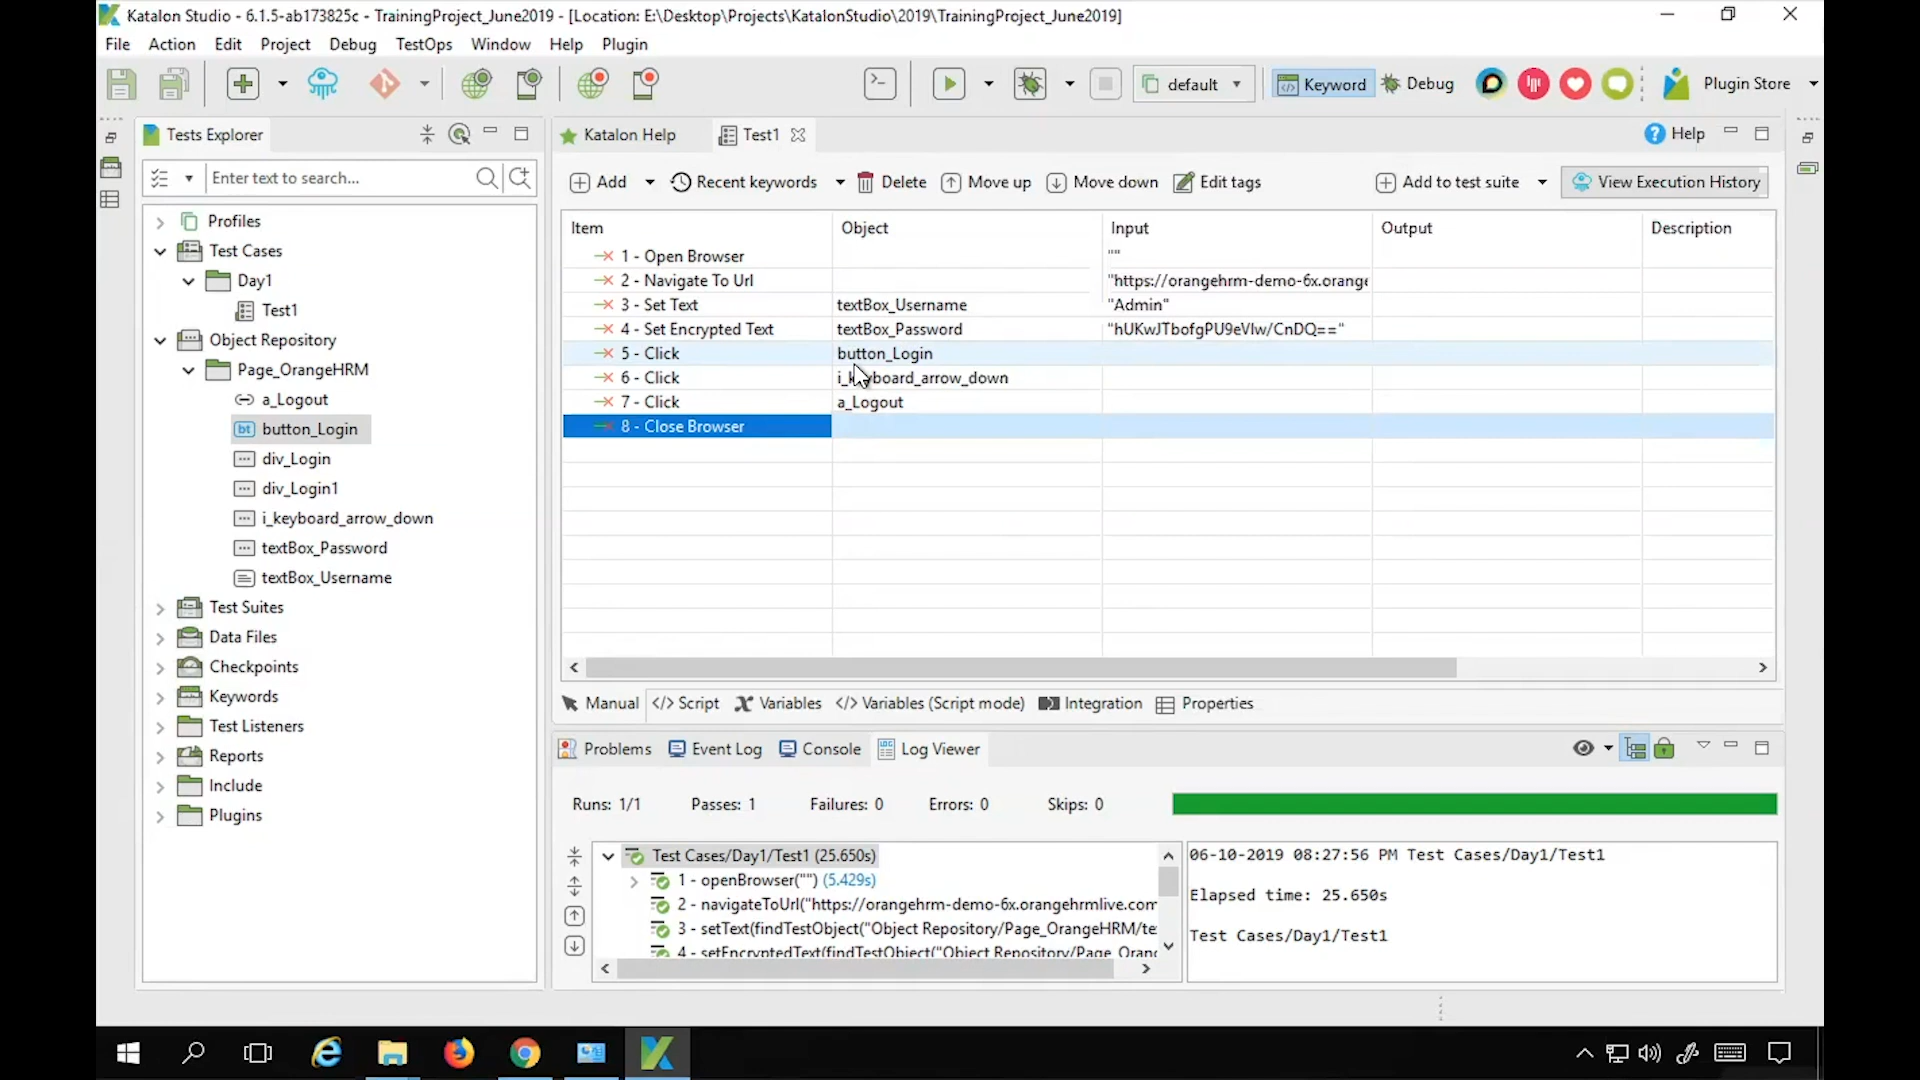 Katalon Studio - 6.1.5-ab173825c - TrainingProject_June2019 - [Location: E:\Desktop\Projects\KatalonStudio\2019\TrainingProject_June2019]
File Action Edit Project Debug TestOps Window Help Plugin
default Keyword Debug Plugin Store
Tests Explorer
Enter text to search...
Profiles
Test Cases
Day1
Test1
Object Repository
Page_OrangeHRM
a_Logout
bt button_Login
div_Login
div_Login1
i_keyboard_arrow_down
textBox_Password
textBox_Username
Test Suites
Data Files
Checkpoints
Keywords
Test Listeners
Reports
Include
Plugins
Katalon Help Test1 Help
Add Recent keywords Delete Move up Move down Edit tags Add to test suite View Execution History
Item Object Input Output Description
1 - Open Browser ""
2 - Navigate To Url "https://orangehrm-demo-6x.orange
3 - Set Text textBox_Username "Admin"
4 - Set Encrypted Text textBox_Password
5 - Click button_Login
6 - Click i_keyboard_arrow_down
7 - Click a_Logout
8 - Close Browser
Manual </> Script Variables </> Variables (Script mode) Integration Properties
Problems Event Log Console Log Viewer
Runs: 1/1 Passes: 1 Failures: 0 Errors: 0 Skips: 0
Test Cases/Day1/Test1 (25.650s)
1 - openBrowser("") (5.429s)
2 - navigateToUrl("https://orangehrm-demo-6x.orangehrmlive.com
3 - setText(findTestObject("Object Repository/Page_OrangeHRM/te
4 - setEncryptedText(findTestObject("Object Repository/Page_Orang
06-10-2019 08:27:56 PM Test Cases/Day1/Test1
Elapsed time: 25.650s
Test Cases/Day1/Test1